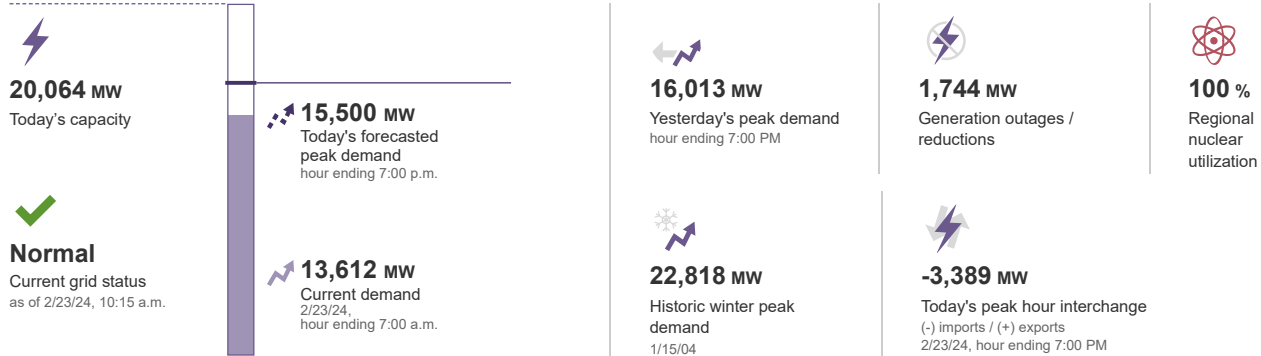 20,064 MW
Today's capacity
Normal
Current grid status
as of 2/23/24, 10:15 a.m.
15,500 MW
Today's forecasted
peak demand
hour ending 7:00 p.m.
13,612 MW
Current demand
2/23/24,
hour ending 7:00 a.m.
16,013 MW
Yesterday's peak demand
hour ending 7:00 PM
1,744 MW
Generation outages /
reductions
100 %
Regional
nuclear
utilization
22,818 MW
Historic winter peak
demand
1/15/04
-3,389 MW
Today's peak hour interchange
(-) imports / (+) exports
2/23/24, hour ending 7:00 PM